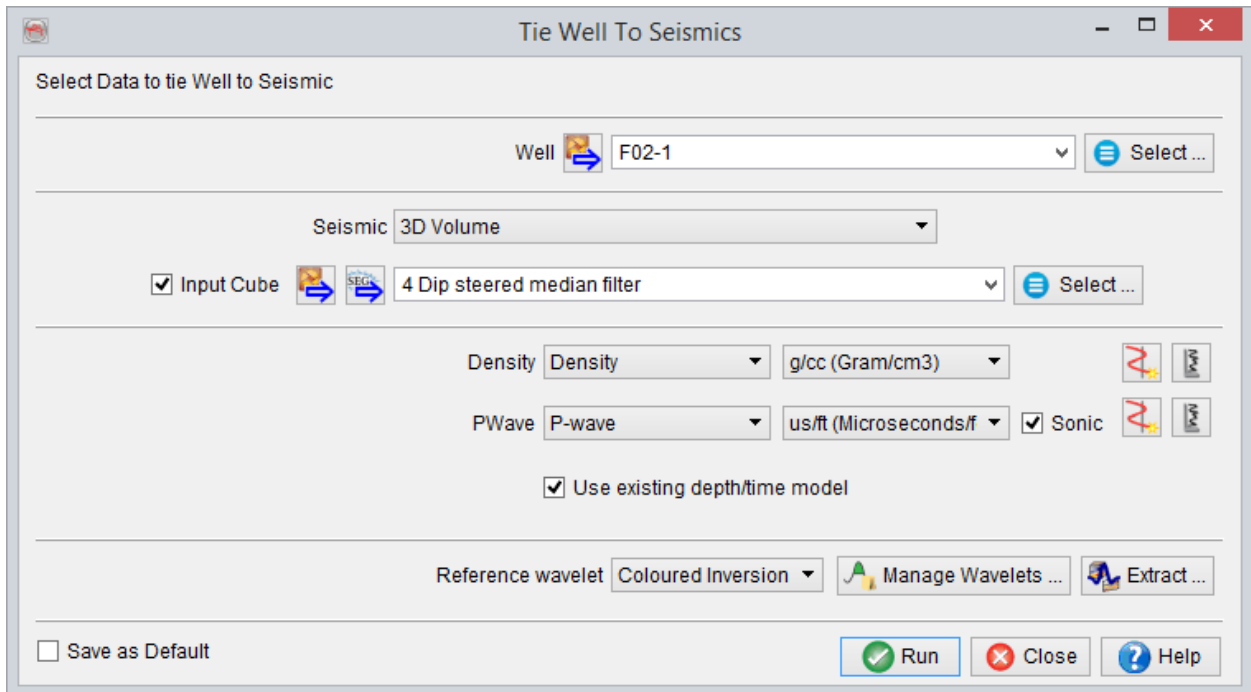 Tie Well To Seismics
Select Data to tie Well to Seismic
Well F02-1 Select ...
Seismic 3D Volume
Input Cube SEG 4 Dip steered median filter Select ...
Density Density g/cc (Gram/cm3)
PWave P-wave us/ft (Microseconds/f Sonic
Use existing depth/time model
Reference wavelet Coloured Inversion Manage Wavelets ... Extract ...
Save as Default Run Close Help